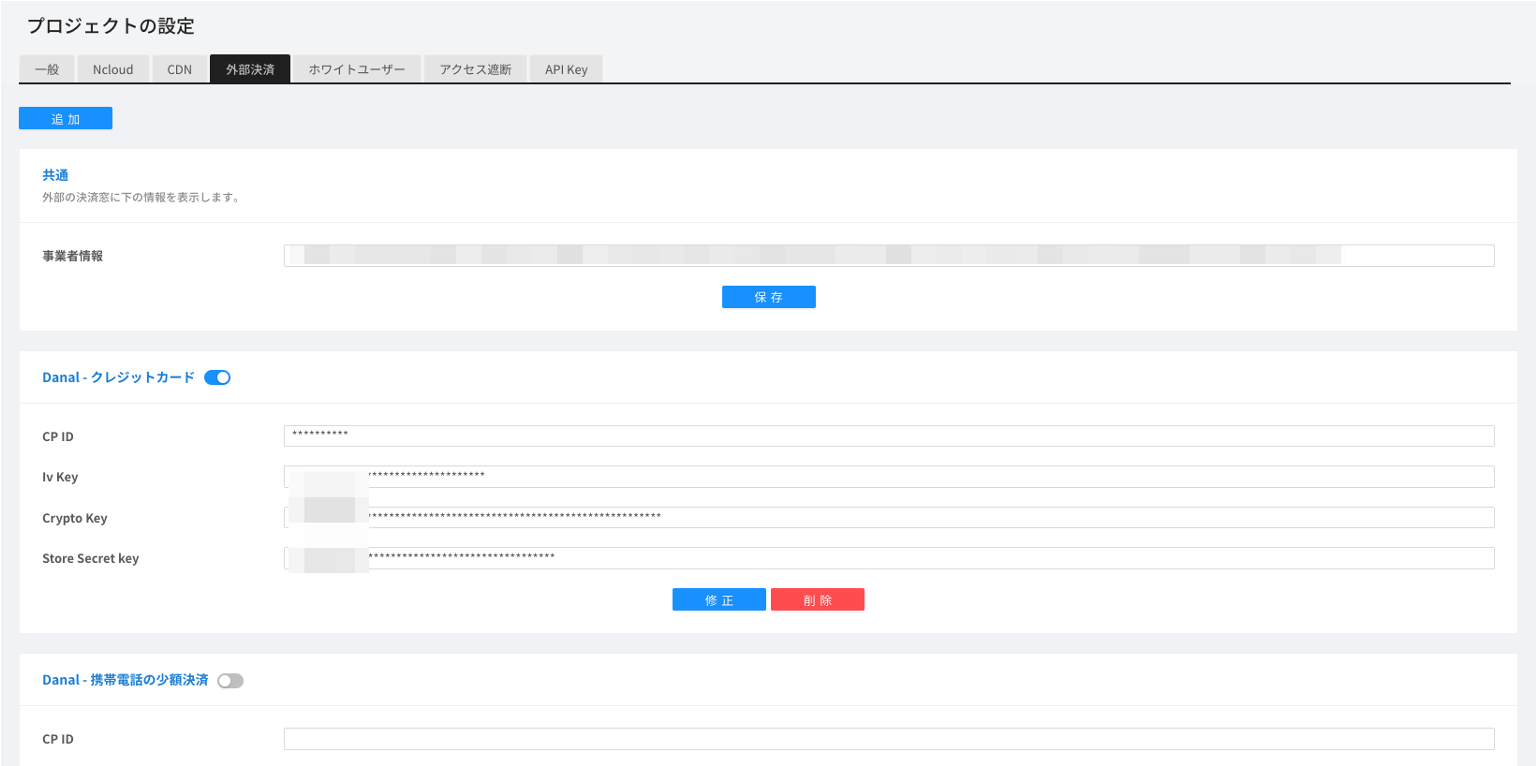 プロジェクトの設定
一般 Ncloud CDN 外部決済 ホワイトユーザー アクセス遮断 API Key
追 加
共通
外部の決済窓に下の情報を表示します。
事業者情報
保 存
Danal - クレジットカード
CP ID **********
Iv Key
Crypto Key
Store Secret key
修 正 削 除
Danal - 携帯電話の少額決済
CP ID